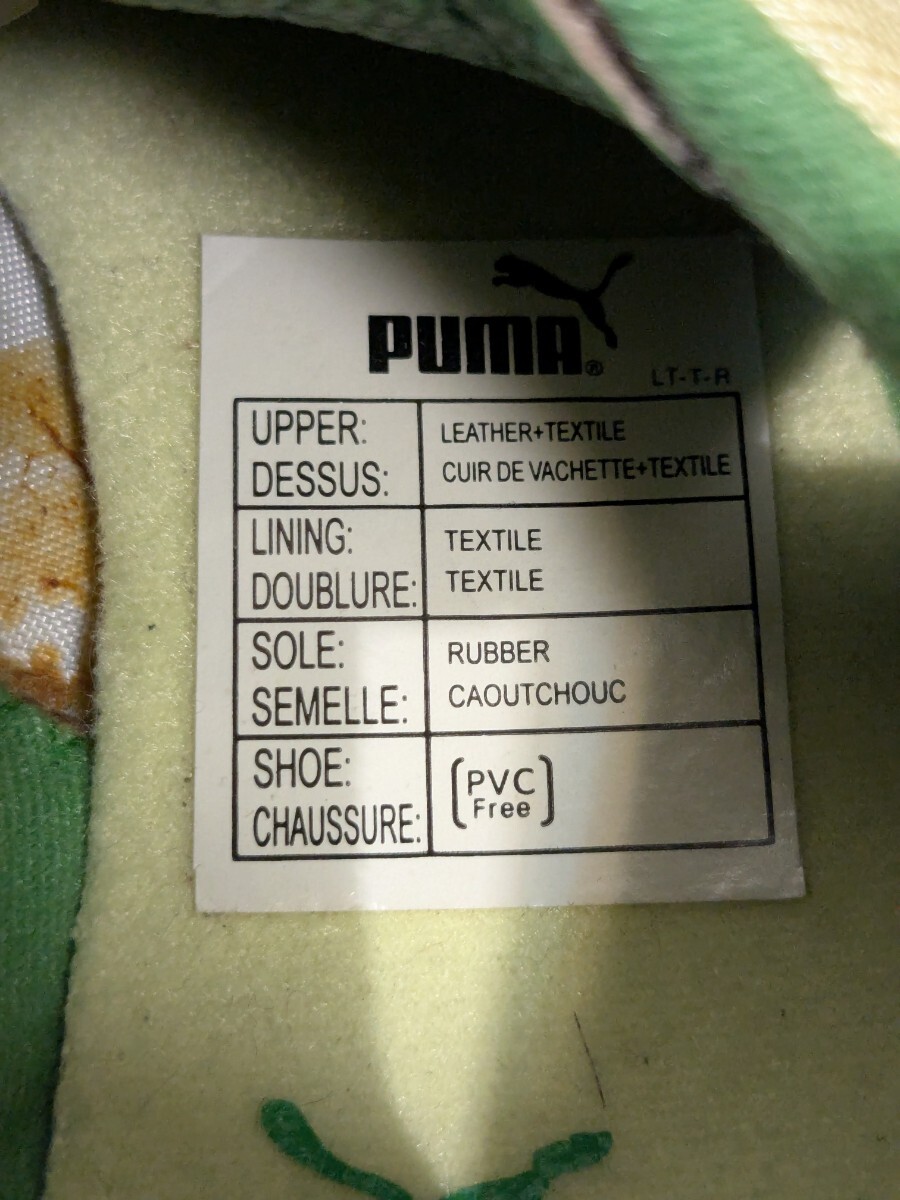 PUMA®
LT-T-R
UPPER: LEATHER+TEXTILE
DESSUS: CUIR DE VACHETTE+TEXTILE
LINING: TEXTILE
DOUBLURE: TEXTILE
SOLE: RUBBER
SEMELLE: CAOUTCHOUC
SHOE: PVC
CHAUSSURE: Free